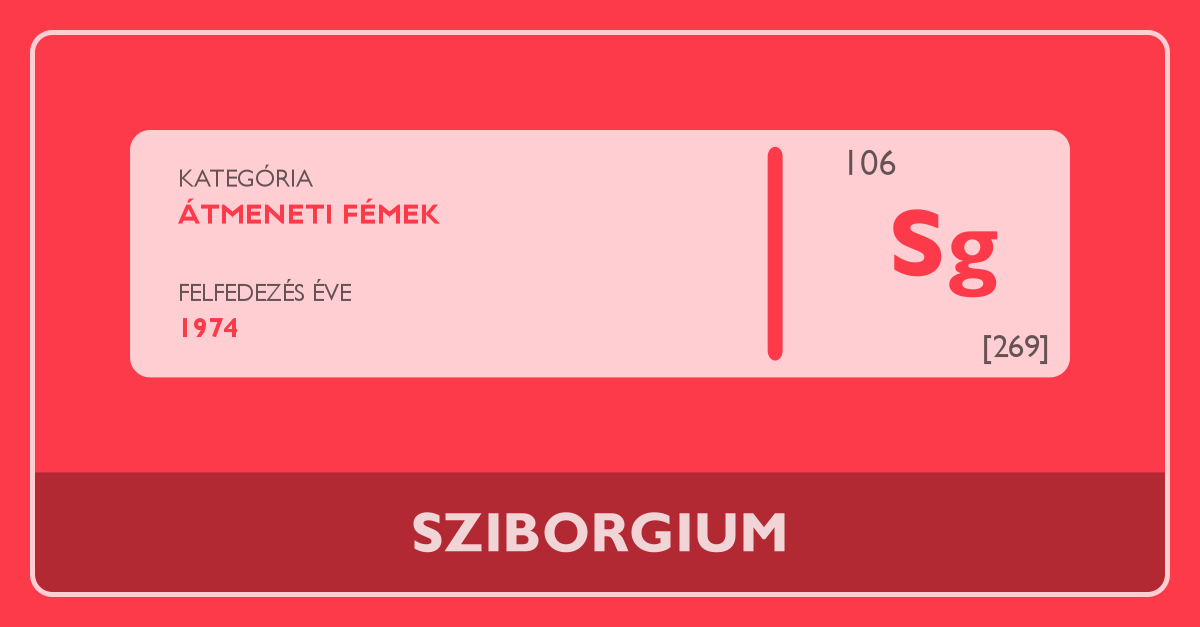 KATEGÓRIA
ÁTMENETI FÉMEK
FELFEDEZÉS ÉVE
1974
106
Sg
[269]
SZIBORGIUM